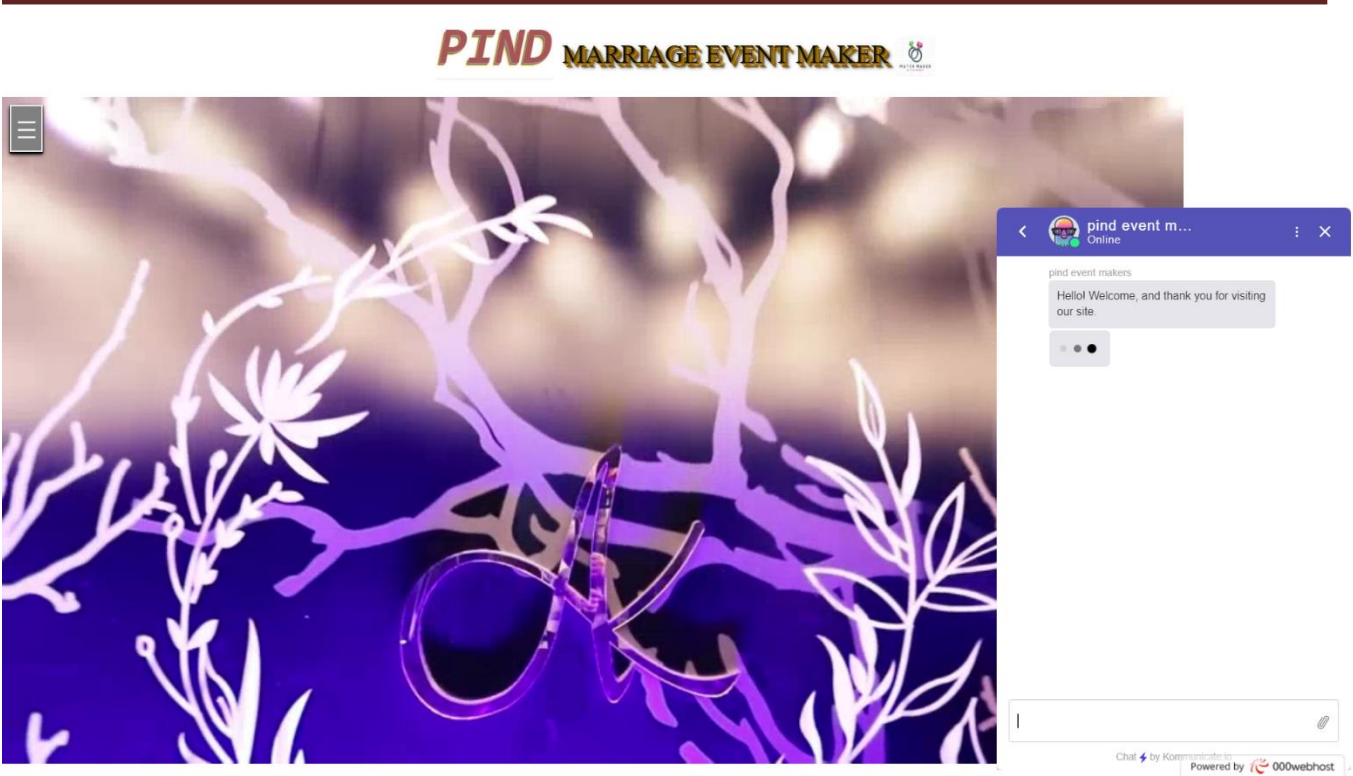 PIND MARRIAGE EVENT MAKER
pind event m...
Online
pind event makers
Hello! Welcome, and thank you for visiting
our site.
Chat by Kommunicate.io
Powered by 000webhost